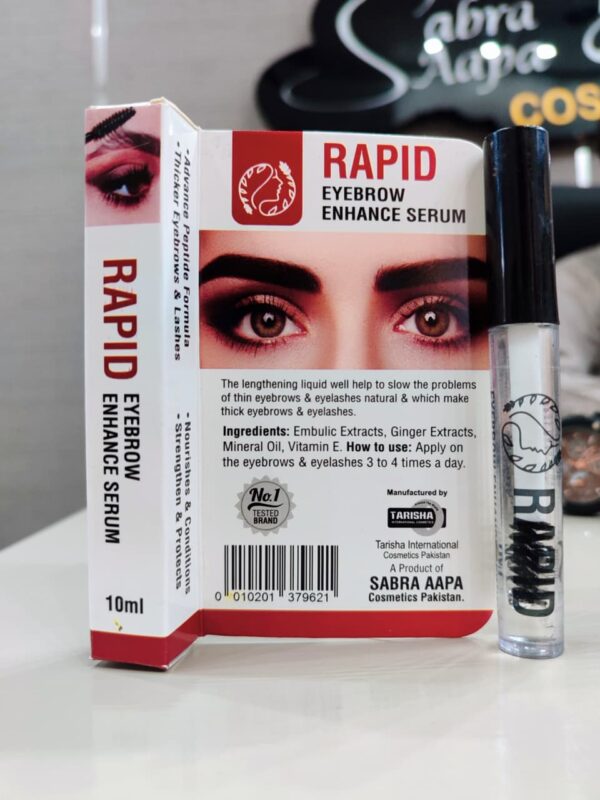 Sabra
Aapa
COS
• Advance Peptide Formula
• Thicker Eyebrows & Lashes
• Nourishes & Conditions
• Strengthen & Protects
RAPID
EYEBROW
ENHANCE SERUM
10ml
RAPID
EYEBROW
ENHANCE SERUM
The lengthening liquid well help to slow the problems
of thin eyebrows & eyelashes natural & which make
thick eyebrows & eyelashes.
Ingredients: Embulic Extracts, Ginger Extracts,
Mineral Oil, Vitamin E. How to use: Apply on
the eyebrows & eyelashes 3 to 4 times a day.
No.1
TESTED
BRAND
Manufactured by
TARISHA
INTERNATIONAL COSMETICS
Tarisha International
Cosmetics Pakistan
A Product of
SABRA AAPA
Cosmetics Pakistan.
0 010201 379621
RAPID